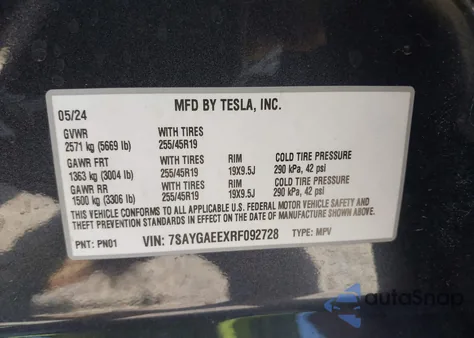 MFD BY TESLA, INC.
05/24
GVWR WITH TIRES
2571 kg (5669 lb) 255/45R19
GAWR FRT WITH TIRES RIM COLD TIRE PRESSURE
1363 kg (3004 lb) 255/45R19 19X9.5J 290 kPa, 42 psi
GAWR RR WITH TIRES RIM COLD TIRE PRESSURE
1500 kg (3306 lb) 255/45R19 19X9.5J 290 kPa, 42 psi
THIS VEHICLE CONFORMS TO ALL APPLICABLE U.S. FEDERAL MOTOR VEHICLE SAFETY AND
THEFT PREVENTION STANDARDS IN EFFECT ON THE DATE OF MANUFACTURE SHOWN ABOVE.
PNT: PN01 VIN: 7SAYGAEEXRF092728 TYPE: MPV
autoSnap